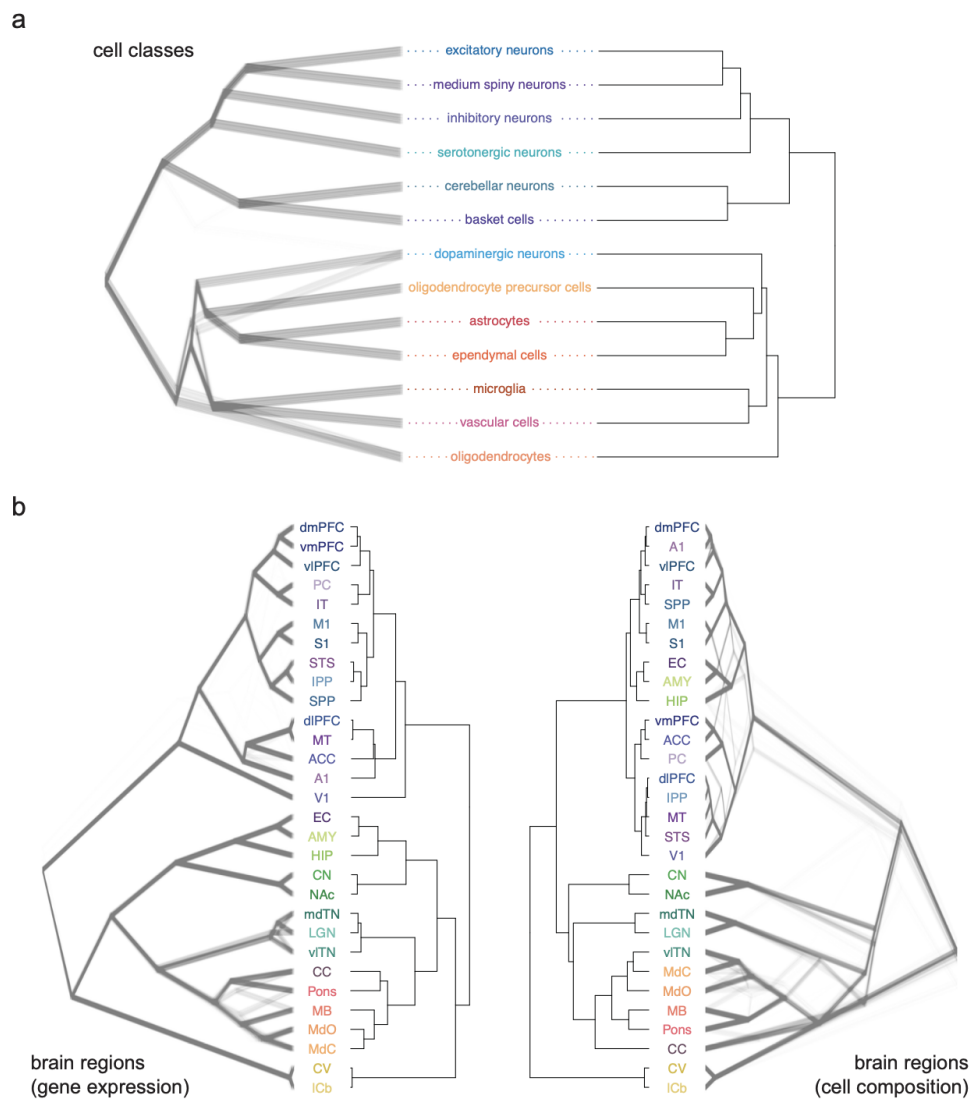 a
cell classes
excitatory neurons
medium spiny neurons
inhibitory neurons
serotonergic neurons
cerebellar neurons
basket cells
dopaminergic neurons
oligodendrocyte precursor cells
astrocytes
ependymal cells
microglia
vascular cells
oligodendrocytes
b
dmPFC
vmPFC
vlPFC
PC
IT
M1
S1
STS
IPP
SPP
dlPFC
MT
ACC
A1
V1
EC
AMY
HIP
CN
NAc
mdTN
LGN
vlTN
CC
Pons
MB
MdO
MdC
CV
lCb
brain regions
(gene expression)
dmPFC
A1
vlPFC
IT
SPP
M1
S1
EC
AMY
HIP
vmPFC
ACC
PC
dlPFC
IPP
MT
STS
V1
CN
NAc
mdTN
LGN
vlTN
MdC
MdO
MB
Pons
CC
CV
lCb
brain regions
(cell composition)